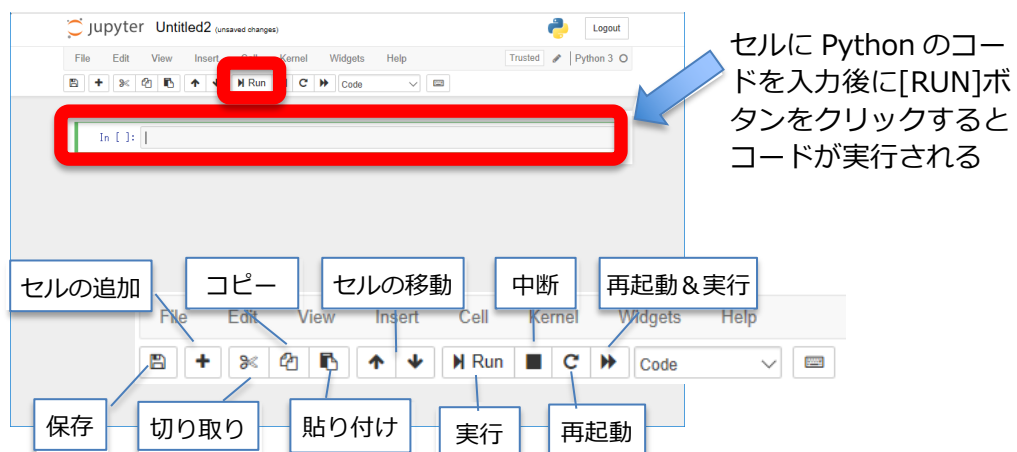 jupyter Untitled2 (unsaved changes)
Logout
File Edit View Insert Cell Kernel Widgets Help
Trusted Python 3
Run
Code
In [ ]:
セルに Python のコー
ドを入力後に[RUN]ボ
タンをクリックすると
コードが実行される
セルの追加
コピー
セルの移動
中断
再起動&実行
File Edit View Insert Cell Kernel Widgets Help
Run
Code
保存
切り取り
貼り付け
実行
再起動